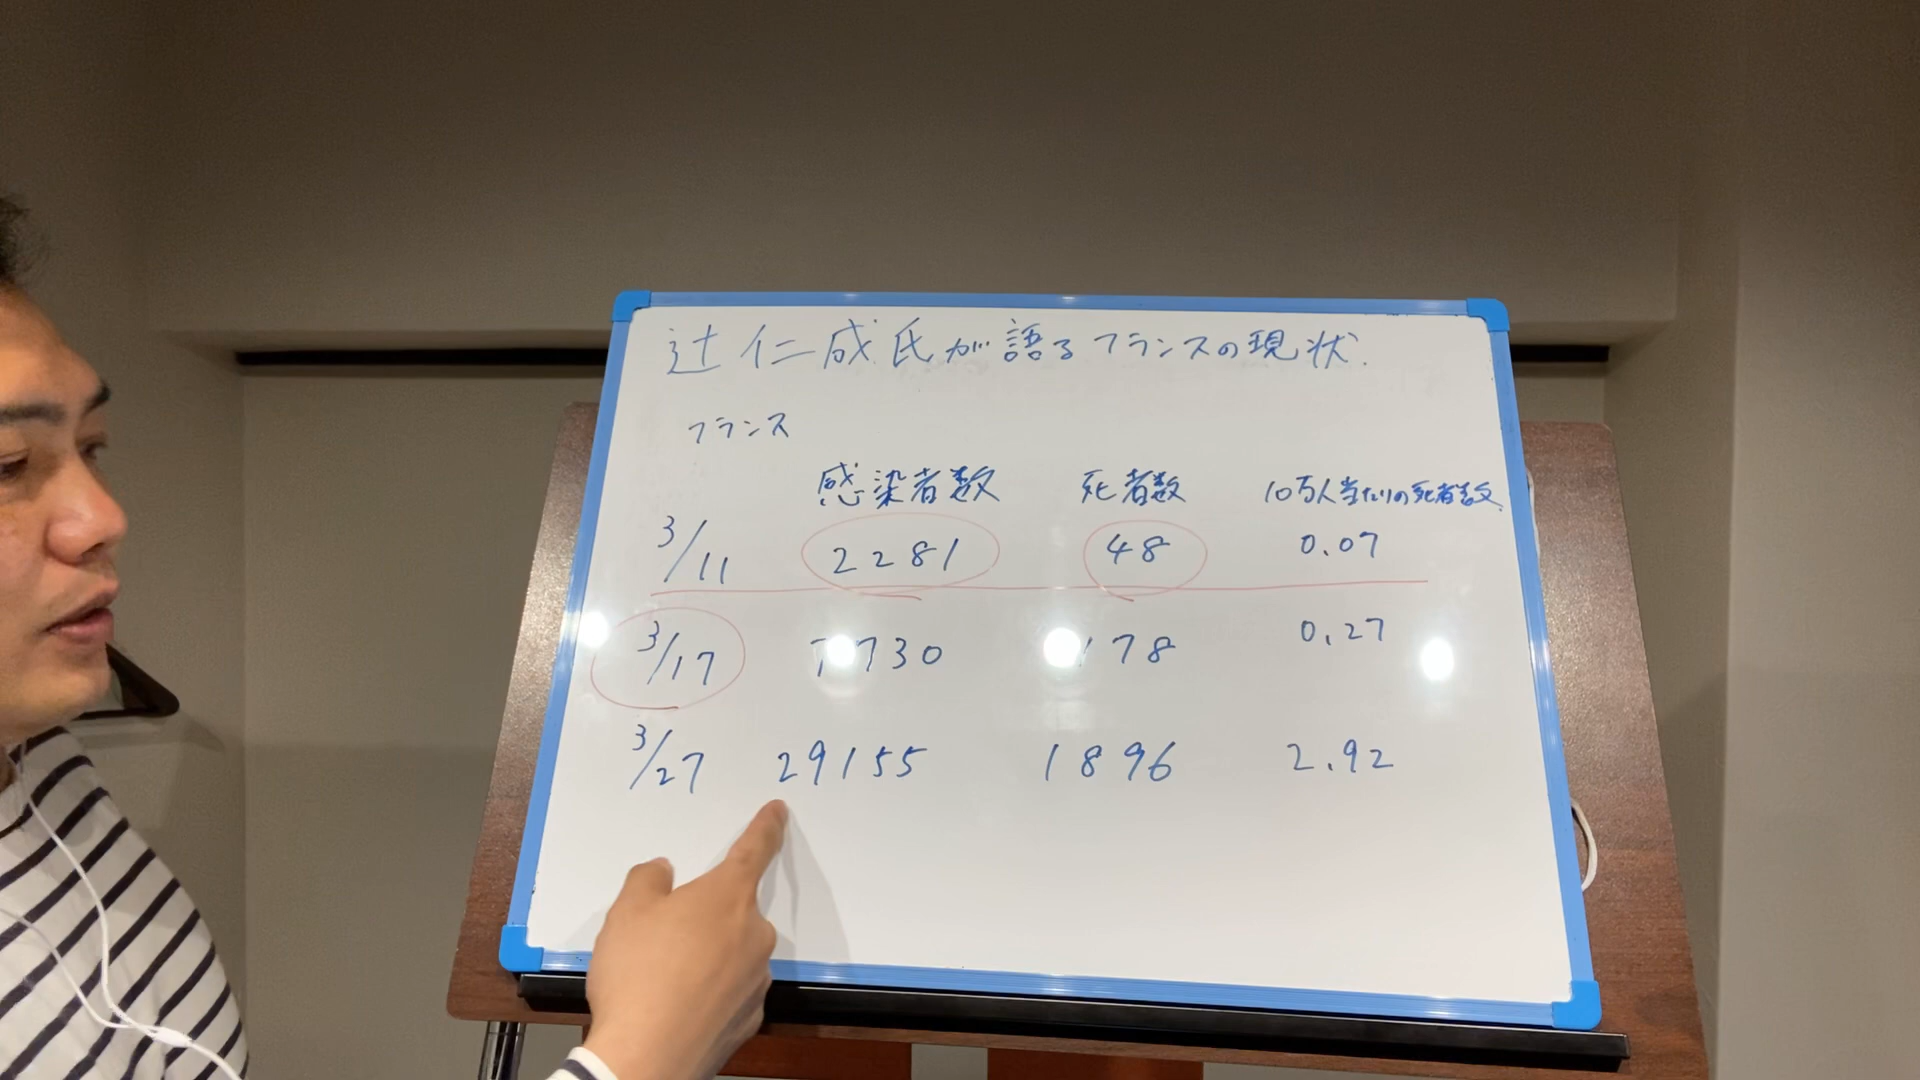 辻仁成氏が語るフランスの現状.
フランス
感染者数 死者数 10万人当たりの死者数
3/11 2281 48 0.07
3/17 7730 178 0.27
3/27 29155 1896 2.92